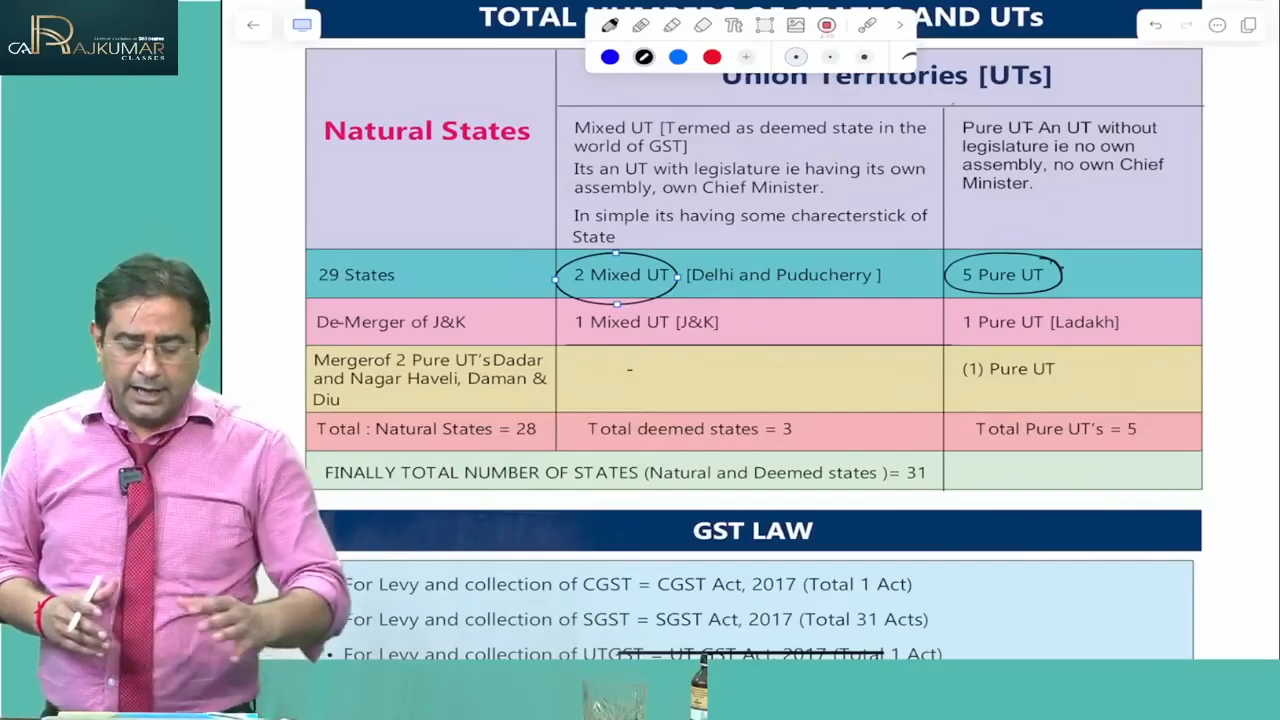 TOTAL NUMBERS OF STATES AND UTs
CA RAJKUMAR
CLASSES
Union Territories [UTs]
Natural States
Mixed UT [Termed as deemed state in the
world of GST]
Its an UT with legislature ie having its own
assembly, own Chief Minister.
In simple its having some charecterstick of
State
Pure UT- An UT without
legislature ie no own
assembly, no own Chief
Minister.
29 States
2 Mixed UT [Delhi and Puducherry ]
5 Pure UT
De-Merger of J&K
1 Mixed UT [J&K]
1 Pure UT [Ladakh]
Mergerof 2 Pure UT'sDadar
and Nagar Haveli, Daman &
Diu
-
(1) Pure UT
Total : Natural States = 28
Total deemed states = 3
Total Pure UT's = 5
FINALLY TOTAL NUMBER OF STATES (Natural and Deemed states )= 31
GST LAW
For Levy and collection of CGST = CGST Act, 2017 (Total 1 Act)
For Levy and collection of SGST = SGST Act, 2017 (Total 31 Acts)
• For Levy and collection of UTGST = UT GST Act, 2017 (Total 1 Act)